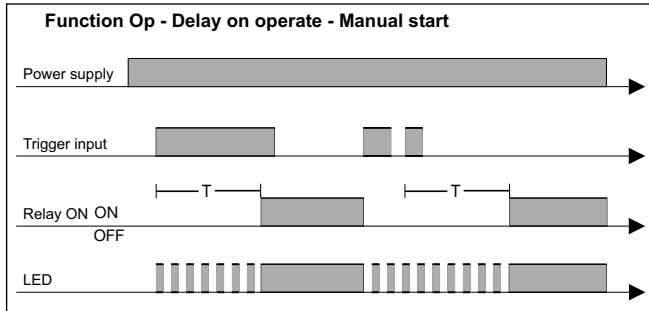 Function Op - Delay on operate - Manual start
Power supply
Trigger input
T T
Relay ON ON
OFF
LED